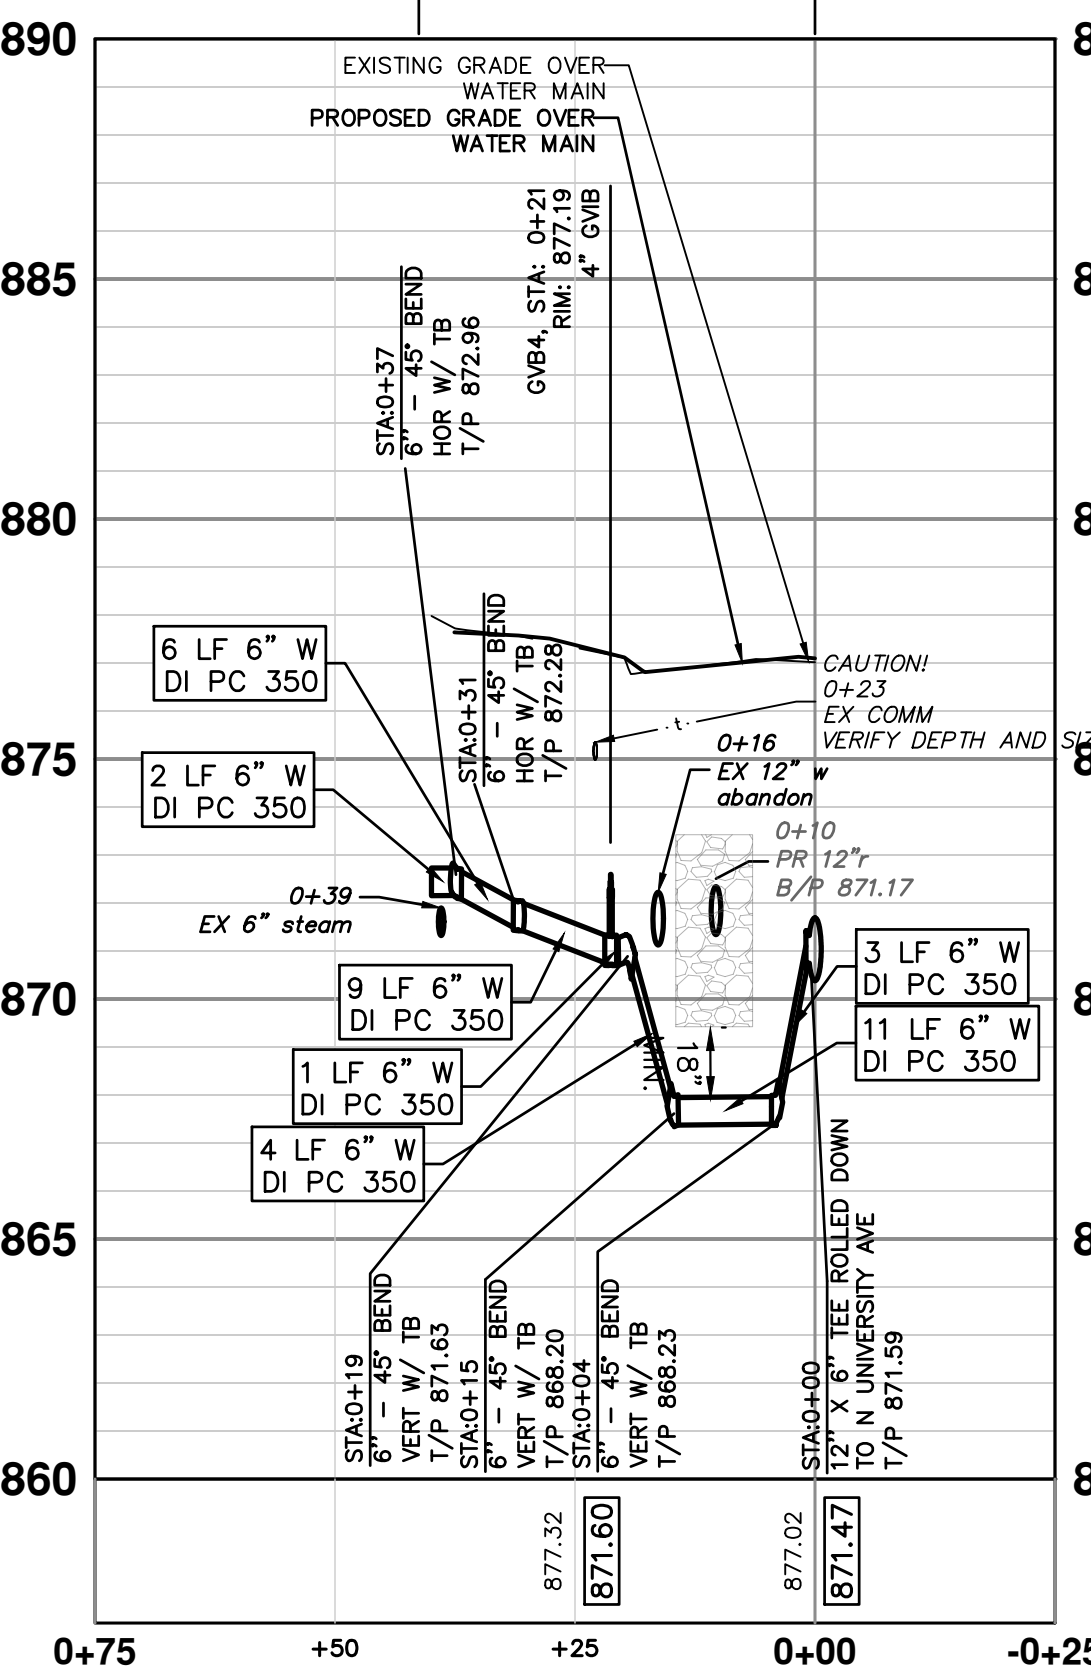 890
EXISTING GRADE OVER
WATER MAIN
PROPOSED GRADE OVER
WATER MAIN
GVB4, STA: 0+21
RIM: 877.19
4" GVIB
885
STA:0+37
6" - 45° BEND
HOR W/ TB
T/P 872.96
880
STA:0+31
6" - 45° BEND
HOR W/ TB
T/P 872.28
6 LF 6" W
DI PC 350
CAUTION!
0+23
EX COMM
VERIFY DEPTH AND SIZ
.t.
875
0+16
EX 12" w
abandon
2 LF 6" W
DI PC 350
0+10
PR 12"r
B/P 871.17
0+39
EX 6" steam
3 LF 6" W
DI PC 350
9 LF 6" W
DI PC 350
870
11 LF 6" W
DI PC 350
18"
MIN.
1 LF 6" W
DI PC 350
4 LF 6" W
DI PC 350
865
STA:0+19
6" - 45° BEND
VERT W/ TB
T/P 871.63
STA:0+15
6" - 45° BEND
VERT W/ TB
T/P 868.20
STA:0+04
6" - 45° BEND
VERT W/ TB
T/P 868.23
STA:0+00
12" X 6" TEE ROLLED DOWN
TO N UNIVERSITY AVE
T/P 871.59
860
877.32
871.60
877.02
871.47
0+75
+50
+25
0+00
-0+25